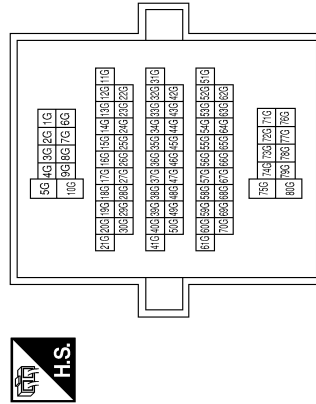 5G 4G 3G 2G 1G
10G 9G 8G 7G 6G
21G 20G 19G 18G 17G 16G 15G 14G 13G 12G 11G
30G 29G 28G 27G 26G 25G 24G 23G 22G
41G 40G 39G 38G 37G 36G 35G 34G 33G 32G 31G
50G 49G 48G 47G 46G 45G 44G 43G 42G
61G 60G 59G 58G 57G 56G 55G 54G 53G 52G 51G
70G 69G 68G 67G 66G 65G 64G 63G 62G
75G 74G 73G 72G 71G
80G 79G 78G 77G 76G
H.S.